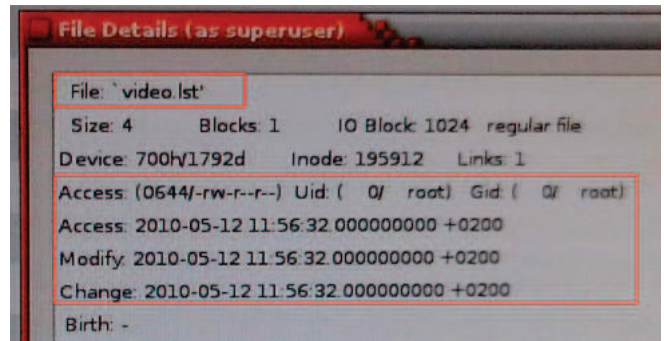 File Details (as superuser)
File: `video.lst'
Size: 4 Blocks: 1 IO Block: 1024 regular file
Device: 700h/1792d Inode: 195912 Links: 1
Access: (0644/-rw-r--r--) Uid: ( 0/ root) Gid: ( 0/ root)
Access: 2010-05-12 11:56:32.000000000 +0200
Modify: 2010-05-12 11:56:32.000000000 +0200
Change: 2010-05-12 11:56:32.000000000 +0200
Birth: -